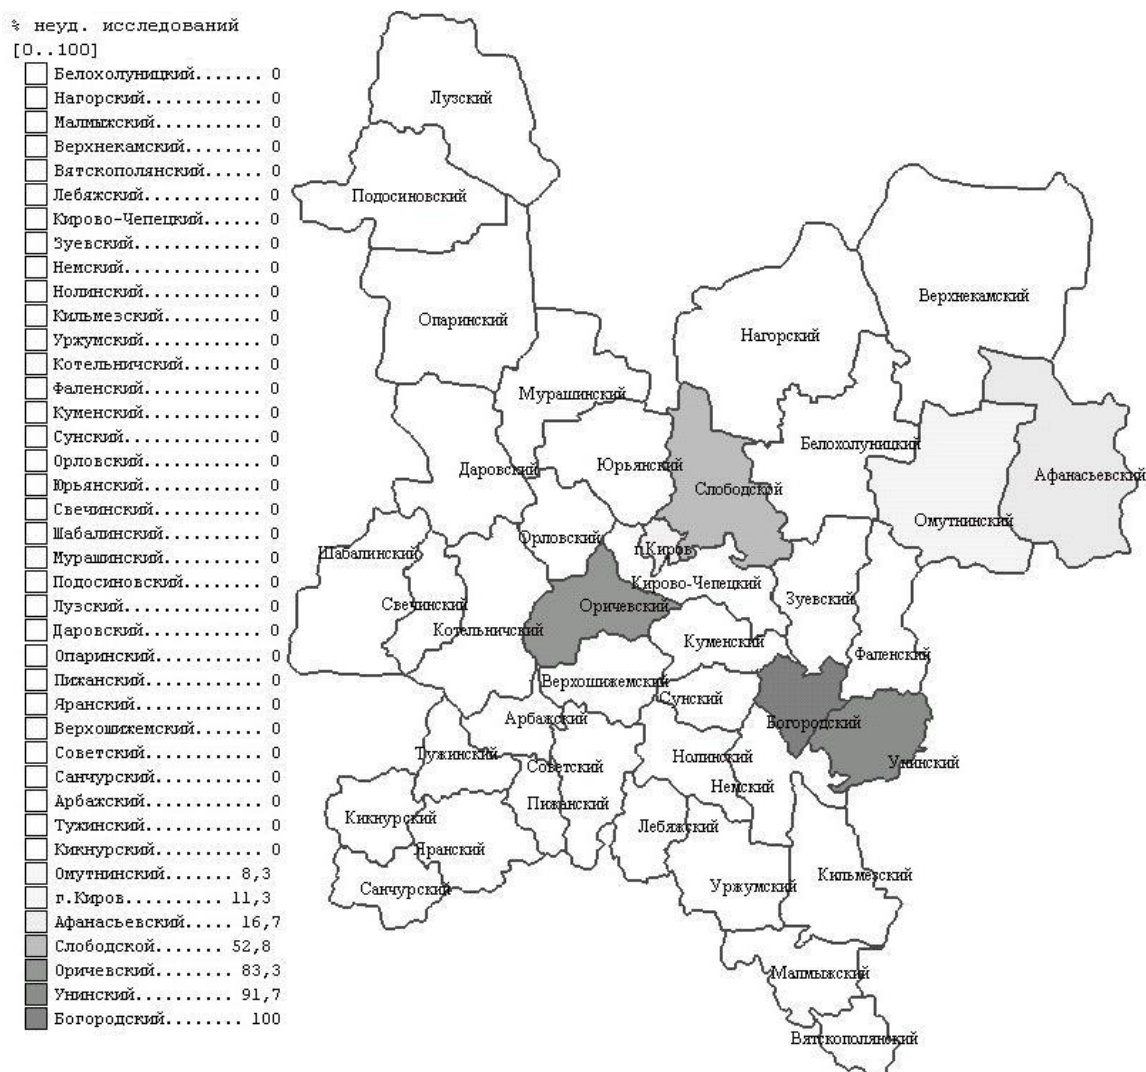 % неуд. исследований
[0..100]
Белохолуницкий....... 0
Нагорский............ 0
Малмыжский........... 0
Верхнекамский........ 0
Вятскополянский...... 0
Лебяжский............ 0
Кирово-Чепецкий...... 0
Зуевский............. 0
Немский.............. 0
Нолинский............ 0
Кильмезский.......... 0
Уржумский............ 0
Котельничский........ 0
Фаленский............ 0
Куменский............ 0
Сунский.............. 0
Орловский............ 0
Юрьянский............ 0
Свечинский........... 0
Шабалинский.......... 0
Мурашинский.......... 0
Подосиновский........ 0
Лузский.............. 0
Даровский............ 0
Опаринский........... 0
Пижанский............ 0
Яранский............. 0
Верхошижемский....... 0
Советский............ 0
Санчурский........... 0
Арбажский............ 0
Тужинский............ 0
Кикнурский........... 0
Омутнинский........ 8,3
г.Киров.......... 11,3
Афанасьевский..... 16,7
Слободской....... 52,8
Оричевский........ 83,3
Унинский.......... 91,7
Богородский........ 100
Лузский
Подосиновский
Опаринский
Верхнекамский
Нагорский
Мурашинский
Белохолуницкий
Даровский
Юрьянский
Слободской
Афанасьевский
Омутнинский
Орловский
г.Киров
Шабалинский
Кирово-Чепецкий
Зуевский
Свечинский
Оричевский
Котельничский
Куменский
Фаленский
Верхошижемский
Сунский
Арбажский
Богородский
Тужинский
Советский
Нолинский
Унинский
Немский
Пижанский
Кикнурский
Лебяжский
Яранский
Санчурский
Уржумский
Кильмезский
Малмыжский
Вятскополянский